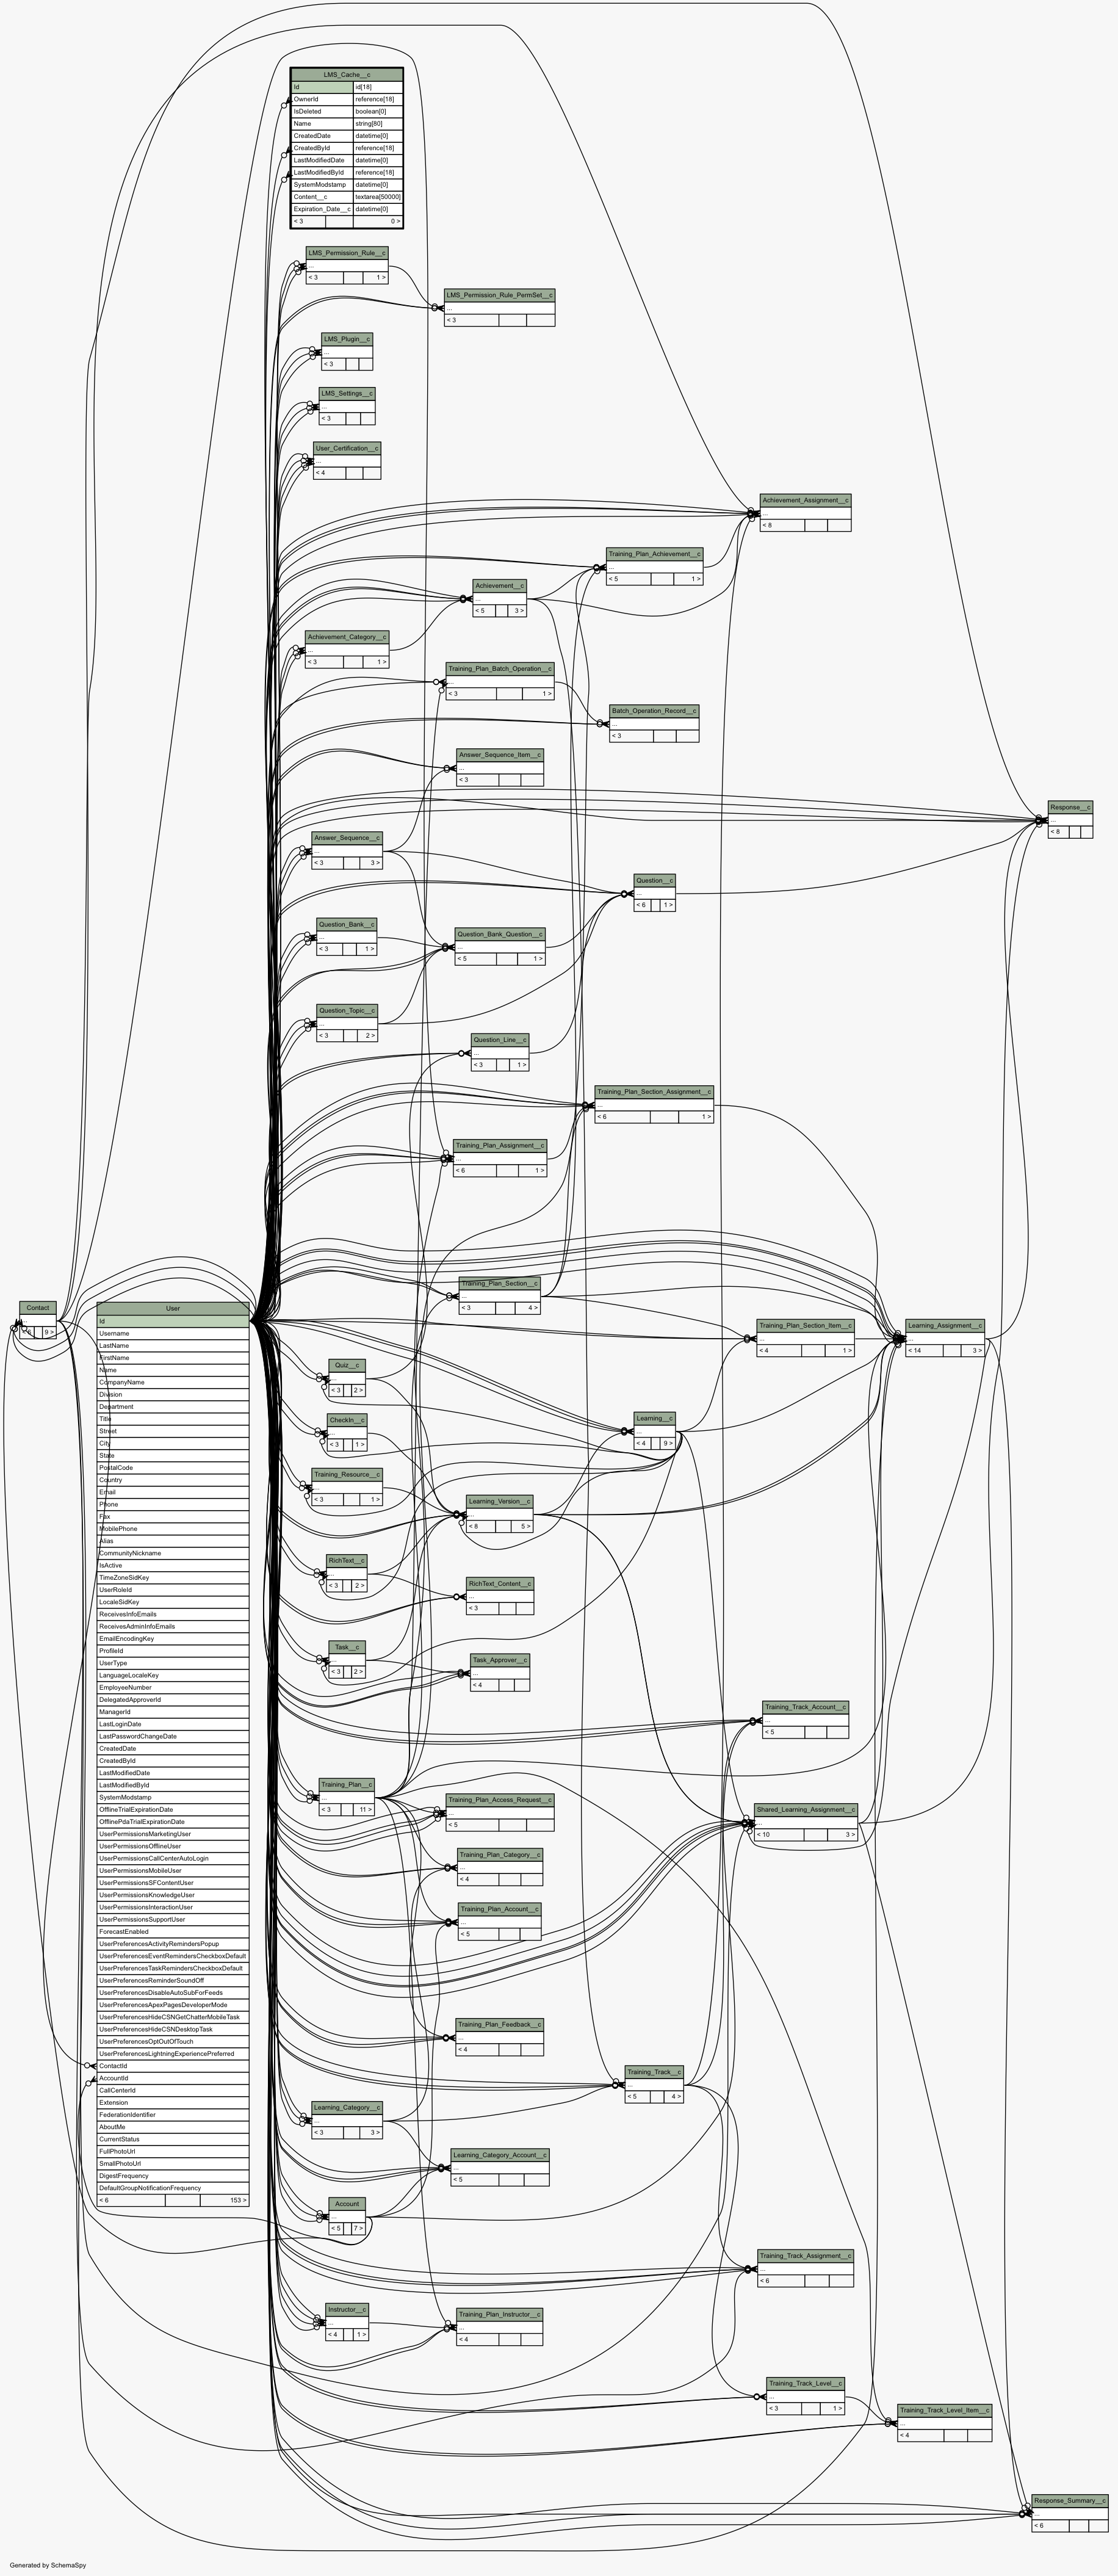 LMS_Cache__c
Id id[18]
OwnerId reference[18]
IsDeleted boolean[0]
Name string[80]
CreatedDate datetime[0]
CreatedById reference[18]
LastModifiedDate datetime[0]
LastModifiedById reference[18]
SystemModstamp datetime[0]
Content__c textarea[50000]
Expiration_Date__c datetime[0]
< 3 0 >
LMS_Permission_Rule__c
...
< 3 1 >
LMS_Permission_Rule_PermSet__c
...
< 3
LMS_Plugin__c
...
< 3
LMS_Settings__c
...
< 3
User_Certification__c
...
< 4
Achievement_Assignment__c
...
< 8
Training_Plan_Achievement__c
...
< 5 1 >
Achievement__c
...
< 5 3 >
Achievement_Category__c
...
< 3 1 >
Training_Plan_Batch_Operation__c
...
< 3 1 >
Batch_Operation_Record__c
...
< 3
Answer_Sequence_Item__c
...
< 3
Response__c
...
< 8
Answer_Sequence__c
...
< 3 3 >
Question__c
...
< 6 1 >
Question_Bank__c
...
< 3 1 >
Question_Bank_Question__c
...
< 5 1 >
Question_Topic__c
...
< 3 2 >
Question_Line__c
...
< 3 1 >
Training_Plan_Section_Assignment__c
...
< 6 1 >
Training_Plan_Assignment__c
...
< 6 1 >
Training_Plan_Section__c
...
< 3 4 >
Contact
...
< 6 9 >
Training_Plan_Section_Item__c
...
< 4 1 >
Learning_Assignment__c
...
< 14 3 >
User
Id
Username
LastName
FirstName
Name
CompanyName
Division
Department
Title
Street
City
State
PostalCode
Country
Email
Phone
Fax
MobilePhone
Alias
CommunityNickname
IsActive
TimeZoneSidKey
UserRoleId
LocaleSidKey
ReceivesInfoEmails
ReceivesAdminInfoEmails
EmailEncodingKey
ProfileId
UserType
LanguageLocaleKey
EmployeeNumber
DelegatedApproverId
ManagerId
LastLoginDate
LastPasswordChangeDate
CreatedDate
CreatedById
LastModifiedDate
LastModifiedById
SystemModstamp
OfflineTrialExpirationDate
OfflinePdaTrialExpirationDate
UserPermissionsMarketingUser
UserPermissionsOfflineUser
UserPermissionsCallCenterAutoLogin
UserPermissionsMobileUser
UserPermissionsSFContentUser
UserPermissionsKnowledgeUser
UserPermissionsInteractionUser
UserPermissionsSupportUser
ForecastEnabled
UserPreferencesActivityRemindersPopup
UserPreferencesEventRemindersCheckboxDefault
UserPreferencesTaskRemindersCheckboxDefault
UserPreferencesReminderSoundOff
UserPreferencesDisableAutoSubForFeeds
UserPreferencesApexPagesDeveloperMode
UserPreferencesHideCSNGetChatterMobileTask
UserPreferencesHideCSNDesktopTask
UserPreferencesOptOutOfTouch
UserPreferencesLightningExperiencePreferred
ContactId
AccountId
CallCenterId
Extension
FederationIdentifier
AboutMe
CurrentStatus
FullPhotoUrl
SmallPhotoUrl
DigestFrequency
DefaultGroupNotificationFrequency
< 6 153 >
Quiz__c
...
< 3 2 >
CheckIn__c
...
< 3 1 >
Learning__c
...
< 4 9 >
Training_Resource__c
...
< 3 1 >
Learning_Version__c
...
< 8 5 >
RichText__c
...
< 3 2 >
RichText_Content__c
...
< 3
Task__c
...
< 3 2 >
Task_Approver__c
...
< 4
Training_Track_Account__c
...
< 5
Training_Plan__c
...
< 3 11 >
Training_Plan_Access_Request__c
...
< 5
Shared_Learning_Assignment__c
...
< 10 3 >
Training_Plan_Category__c
...
< 4
Training_Plan_Account__c
...
< 5
Training_Plan_Feedback__c
...
< 4
Training_Track__c
...
< 5 4 >
Learning_Category__c
...
< 3 3 >
Learning_Category_Account__c
...
< 5
Account
...
< 5 7 >
Training_Track_Assignment__c
...
< 6
Instructor__c
...
< 4 1 >
Training_Plan_Instructor__c
...
< 4
Training_Track_Level__c
...
< 3 1 >
Training_Track_Level_Item__c
...
< 4
Response_Summary__c
...
< 6
Generated by SchemaSpy